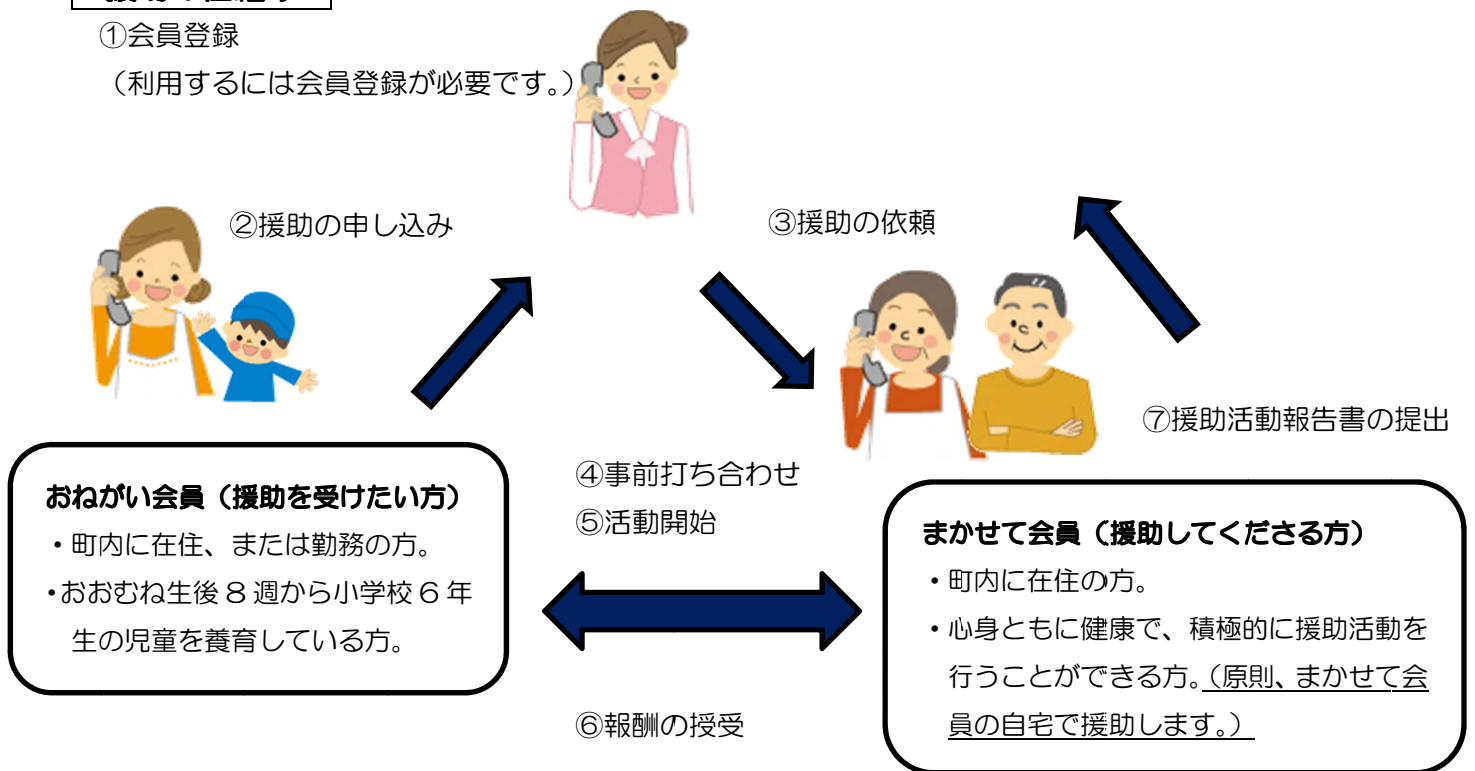 ①会員登録
(利用するには会員登録が必要です。)
②援助の申し込み
③援助の依頼
⑦援助活動報告書の提出
おねがい会員（援助を受けたい方）
・町内に在住、または勤務の方。
・おおむね生後８週から小学校６年
生の児童を養育している方。
④事前打ち合わせ
⑤活動開始
⑥報酬の授受
まかせて会員（援助してくださる方）
・町内に在住の方。
・心身ともに健康で、積極的に援助活動を
行うことができる方。（原則、まかせて会
員の自宅で援助します。）